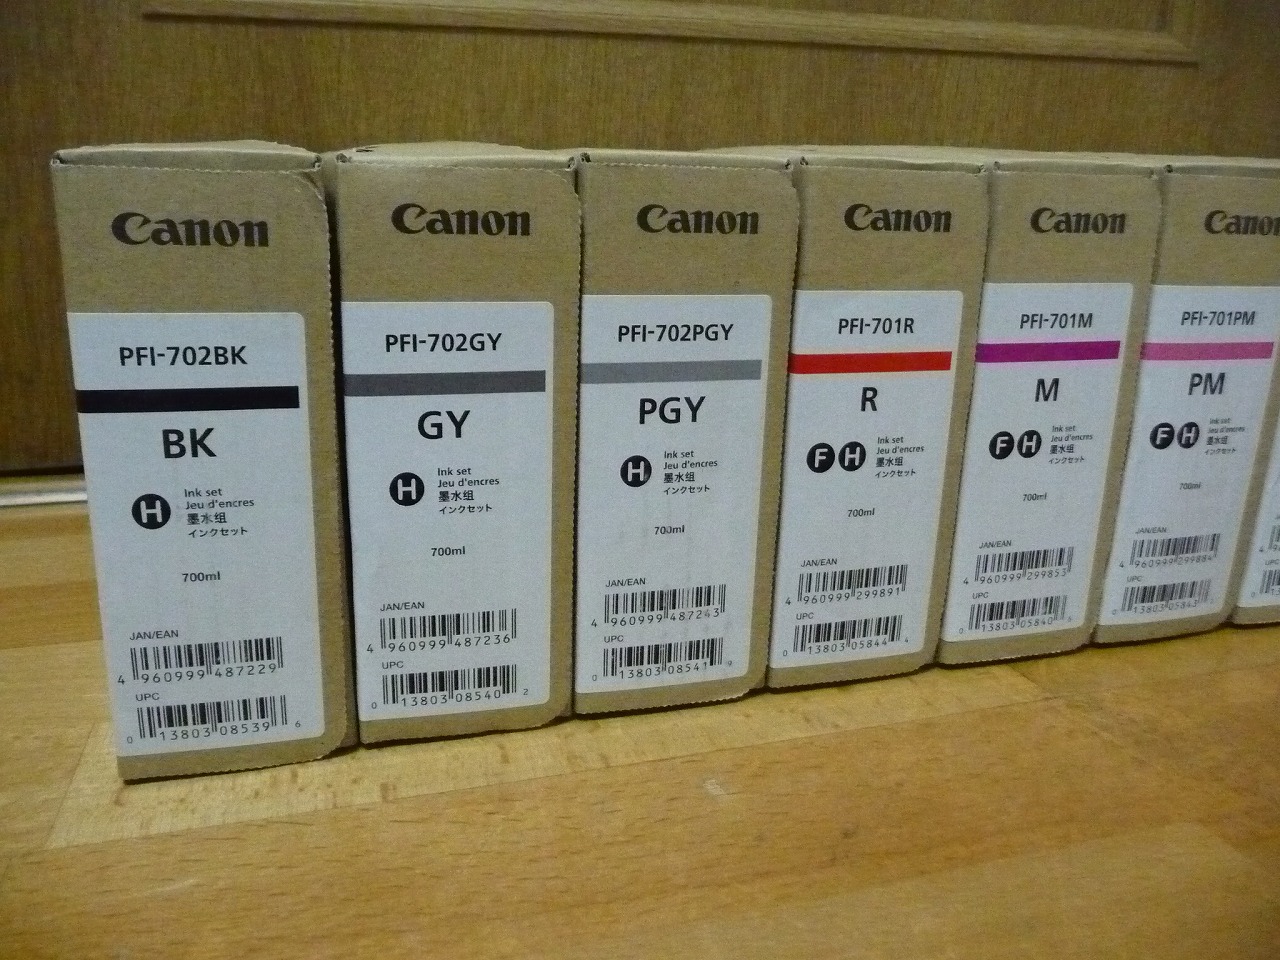 Canon
PFI-702BK
BK
H
Ink set
Jeu d'encres
墨水组
インクセット
700ml
JAN/EAN
4 960999 487229
UPC
0 13803 08539 6
Canon
PFI-702GY
GY
H
Ink set
Jeu d'encres
墨水组
インクセット
700ml
JAN/EAN
4 960999 487236
UPC
0 13803 08540 2
Canon
PFI-702PGY
PGY
H
Ink set
Jeu d'encres
墨水组
インクセット
700ml
JAN/EAN
4 960999 487243
UPC
0 13803 08541 9
Canon
PFI-701R
R
F H
Ink set
Jeu d'encres
墨水组
インクセット
700ml
JAN/EAN
4 960999 299891
UPC
0 13803 05844 4
Canon
PFI-701M
M
F H
Ink set
Jeu d'encres
墨水组
インクセット
700ml
JAN/EAN
4 960999 299853
UPC
0 13803 05840
Canon
PFI-701PM
PM
F H
Ink set
Jeu d'encres
墨水组
インクセット
700ml
JAN/EAN
4 960999 299884
UPC
0 13803 05843